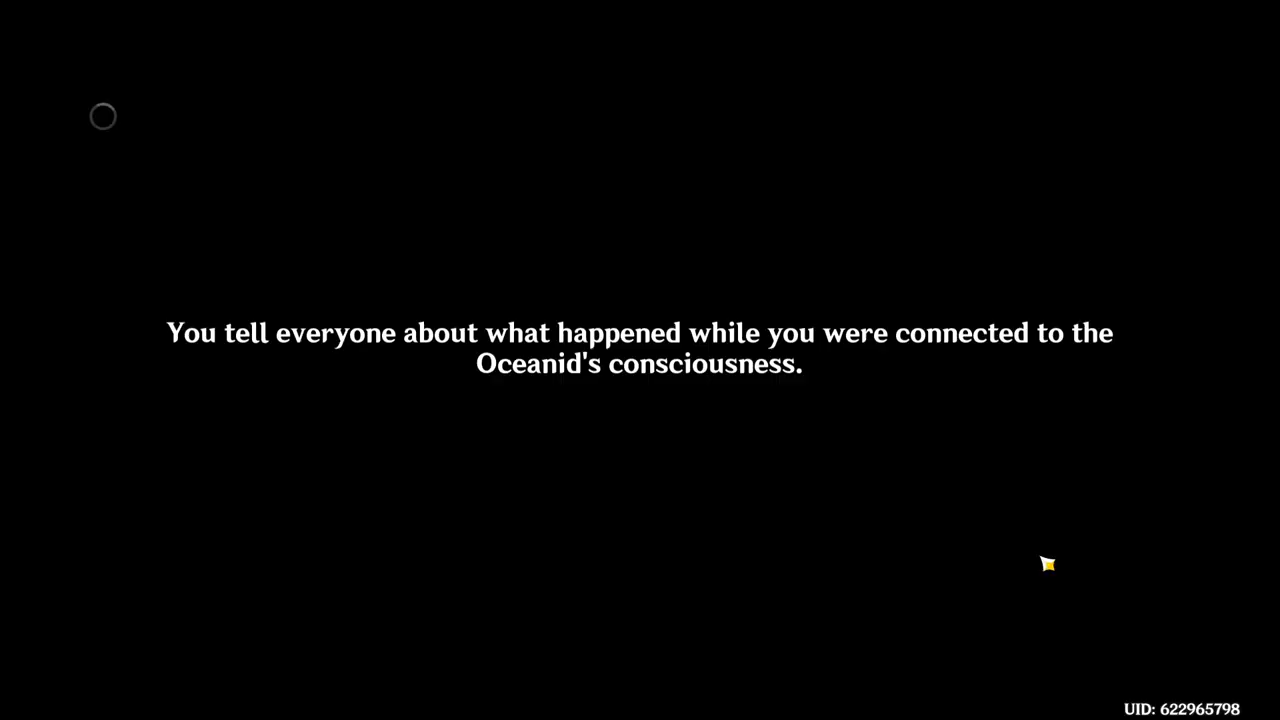 You tell everyone about what happened while you were connected to the
Oceanid's consciousness.
UID: 622965798